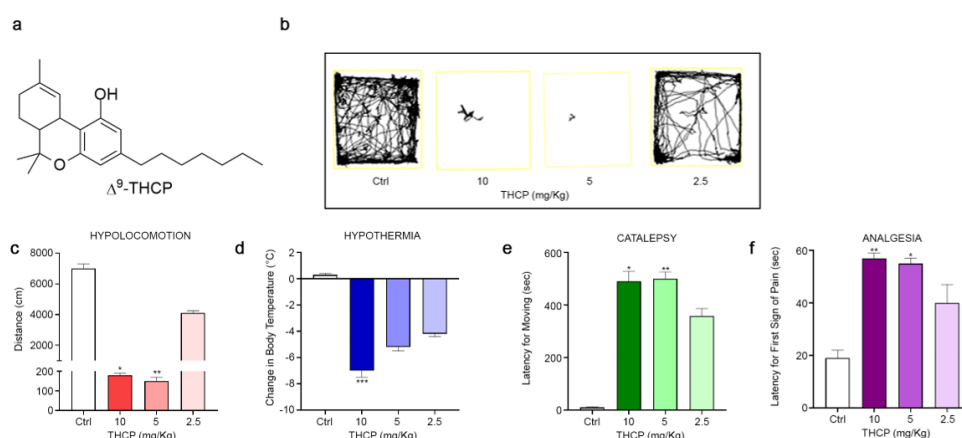 a
OH
O
Δ⁹-THCP
b
Ctrl 10 5 2.5
THCP (mg/Kg)
c
HYPOLOCOMOTION
Distance (cm)
8000
6000
4000
2000
200
150
100
50
0
*
**
Ctrl 10 5 2.5
THCP (mg/Kg)
d
HYPOTHERMIA
Change in Body Temperature (°C)
2
0
-2
-4
-6
-8
-10
***
Ctrl 10 5 2.5
THCP (mg/Kg)
e
CATALEPSY
Latency for Moving (sec)
600
400
200
0
*
**
Ctrl 10 5 2.5
THCP (mg/Kg)
f
ANALGESIA
Latency for First Sign of Pain (sec)
60
40
20
0
**
*
Ctrl 10 5 2.5
THCP (mg/Kg)